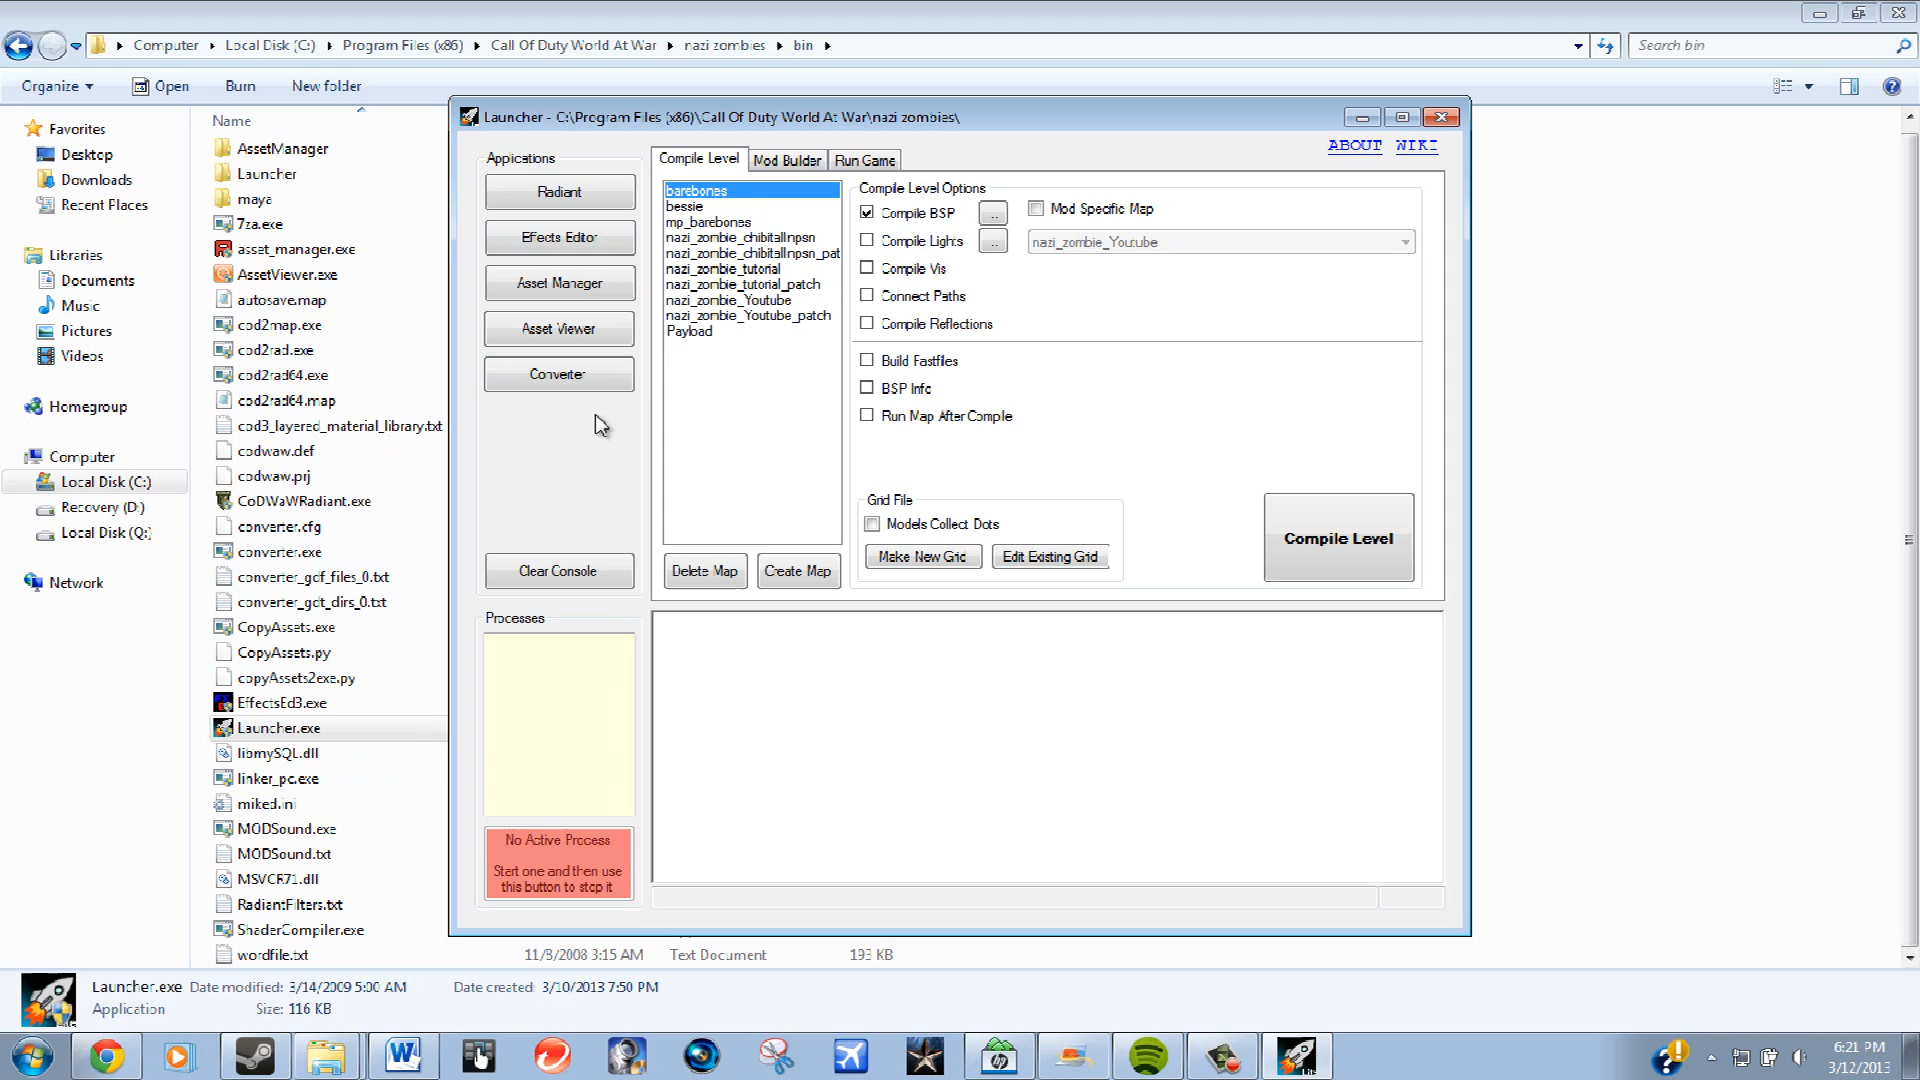 Computer ▸ Local Disk (C:) ▸ Program Files (x86) ▸ Call Of Duty World At War ▸ nazi zombies ▸ bin ▸
Search bin
Organize ▾ Open Burn New folder
Favorites
Desktop
Downloads
Recent Places
Libraries
Documents
Music
Pictures
Videos
Homegroup
Computer
Local Disk (C:)
Recovery (D:)
Local Disk (Q:)
Network
Name
AssetManager
Launcher
maya
7za.exe
asset_manager.exe
AssetViewer.exe
autosave.map
cod2map.exe
cod2rad.exe
cod2rad64.exe
cod2rad64.map
cod3_layered_material_library.txt
codwaw.def
codwaw.prj
CoDWaWRadiant.exe
converter.cfg
converter.exe
converter_gdf_files_0.txt
converter_gdt_dirs_0.txt
CopyAssets.exe
CopyAssets.py
copyAssets2exe.py
EffectsEd3.exe
Launcher.exe
libmySQL.dll
linker_pc.exe
miked.ini
MODSound.exe
MODSound.txt
MSVCR71.dll
RadiantFilters.txt
ShaderCompiler.exe
wordfile.txt 11/8/2008 3:15 AM Text Document 193 KB
Launcher - C:\Program Files (x86)\Call Of Duty World At War\nazi zombies\
ABOUT WIKI
Applications
Radiant
Effects Editor
Asset Manager
Asset Viewer
Converter
Clear Console
Processes
No Active Process
Start one and then use
this button to stop it
Compile Level Mod Builder Run Game
barebones
bessie
mp_barebones
nazi_zombie_chibitallnpsn
nazi_zombie_chibitallnpsn_pat
nazi_zombie_tutorial
nazi_zombie_tutorial_patch
nazi_zombie_Youtube
nazi_zombie_Youtube_patch
Payload
Delete Map Create Map
Compile Level Options
Compile BSP ... Mod Specific Map
Compile Lights ... nazi_zombie_Youtube
Compile Vis
Connect Paths
Compile Reflections
Build Fastfiles
BSP Info
Run Map After Compile
Grid File
Models Collect Dots
Make New Grid Edit Existing Grid
Compile Level
Launcher.exe Date modified: 3/14/2009 5:00 AM Date created: 3/10/2013 7:50 PM
Application Size: 116 KB
6:21 PM
3/12/2013